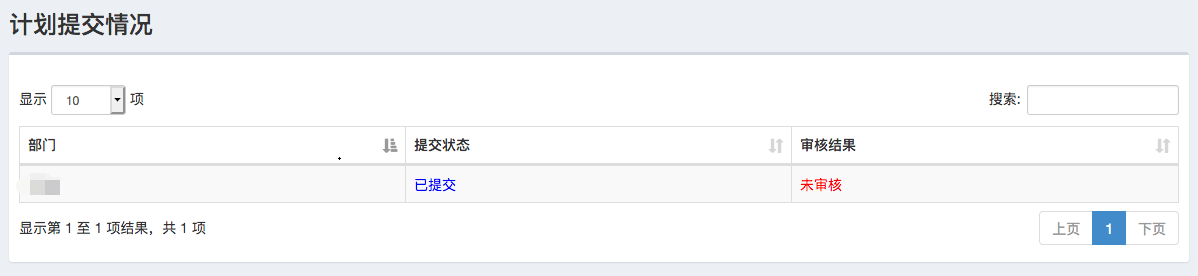 计划提交情况
显示 10 项 搜索:
部门 提交状态 审核结果
已提交 未审核
显示第 1 至 1 项结果，共 1 项 上页 1 下页